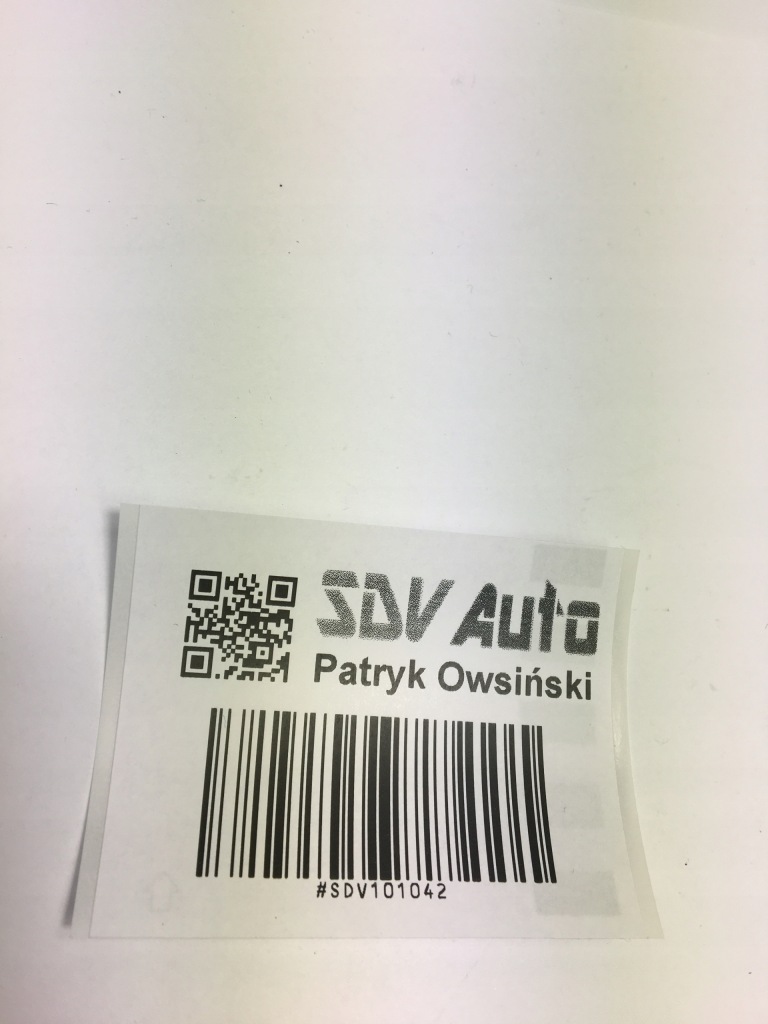 SDV Auto
Patryk Owsiński
#SDV101042